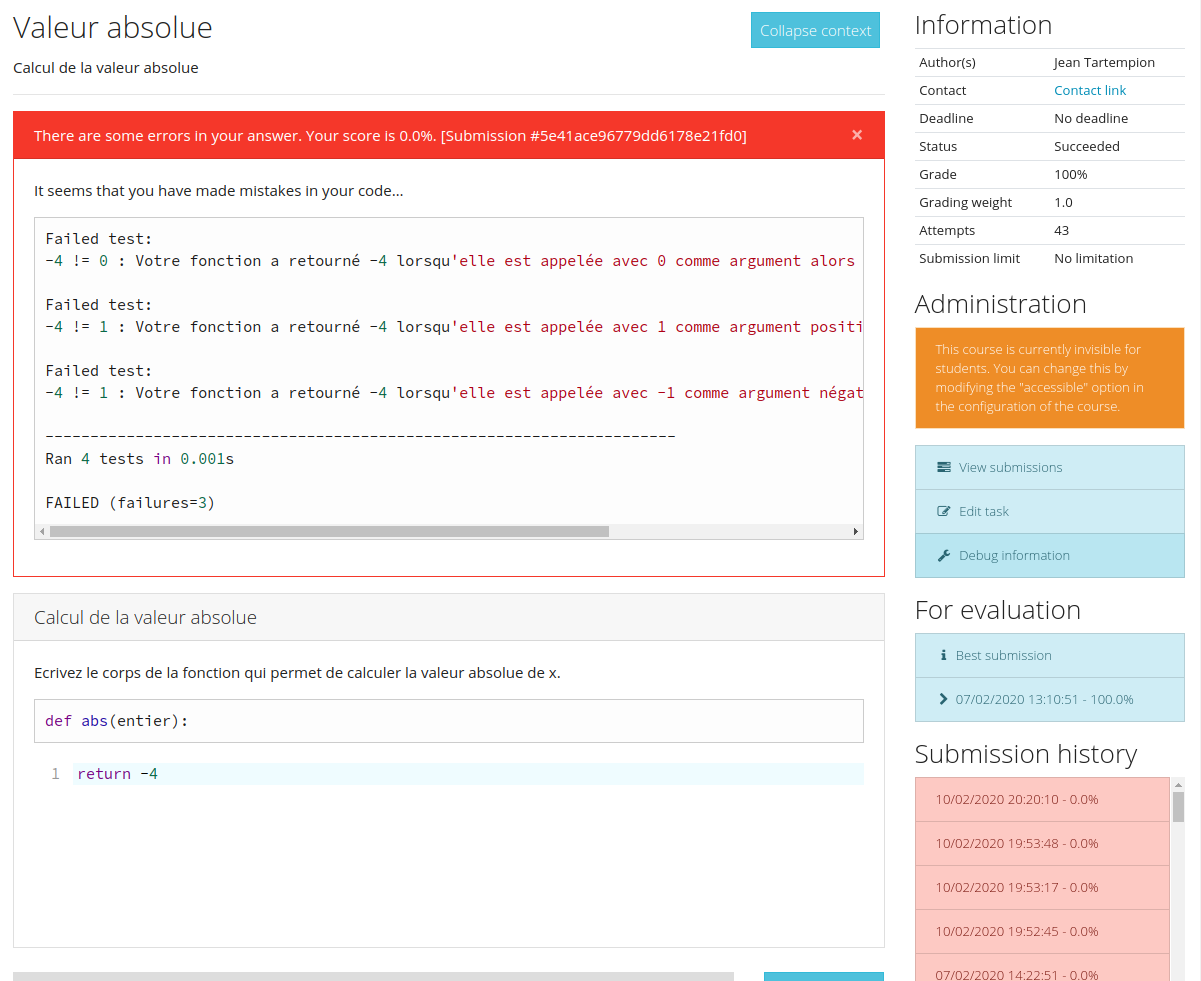 Valeur absolue
Collapse context
Calcul de la valeur absolue
There are some errors in your answer. Your score is 0.0%. [Submission #5e41ace96779dd6178e21fd0]
×
It seems that you have made mistakes in your code...
Failed test:
-4 != 0 : Votre fonction a retourné -4 lorsqu'elle est appelée avec 0 comme argument alors
Failed test:
-4 != 1 : Votre fonction a retourné -4 lorsqu'elle est appelée avec 1 comme argument positi
Failed test:
-4 != 1 : Votre fonction a retourné -4 lorsqu'elle est appelée avec -1 comme argument négat
----------------------------------------------------------------------
Ran 4 tests in 0.001s
FAILED (failures=3)
Calcul de la valeur absolue
Ecrivez le corps de la fonction qui permet de calculer la valeur absolue de x.
def abs(entier):
1 return -4
Information
Author(s) Jean Tartempion
Contact Contact link
Deadline No deadline
Status Succeeded
Grade 100%
Grading weight 1.0
Attempts 43
Submission limit No limitation
Administration
This course is currently invisible for
students. You can change this by
modifying the "accessible" option in
the configuration of the course.
View submissions
Edit task
Debug information
For evaluation
Best submission
07/02/2020 13:10:51 - 100.0%
Submission history
10/02/2020 20:20:10 - 0.0%
10/02/2020 19:53:48 - 0.0%
10/02/2020 19:53:17 - 0.0%
10/02/2020 19:52:45 - 0.0%
07/02/2020 14:22:51 - 0.0%